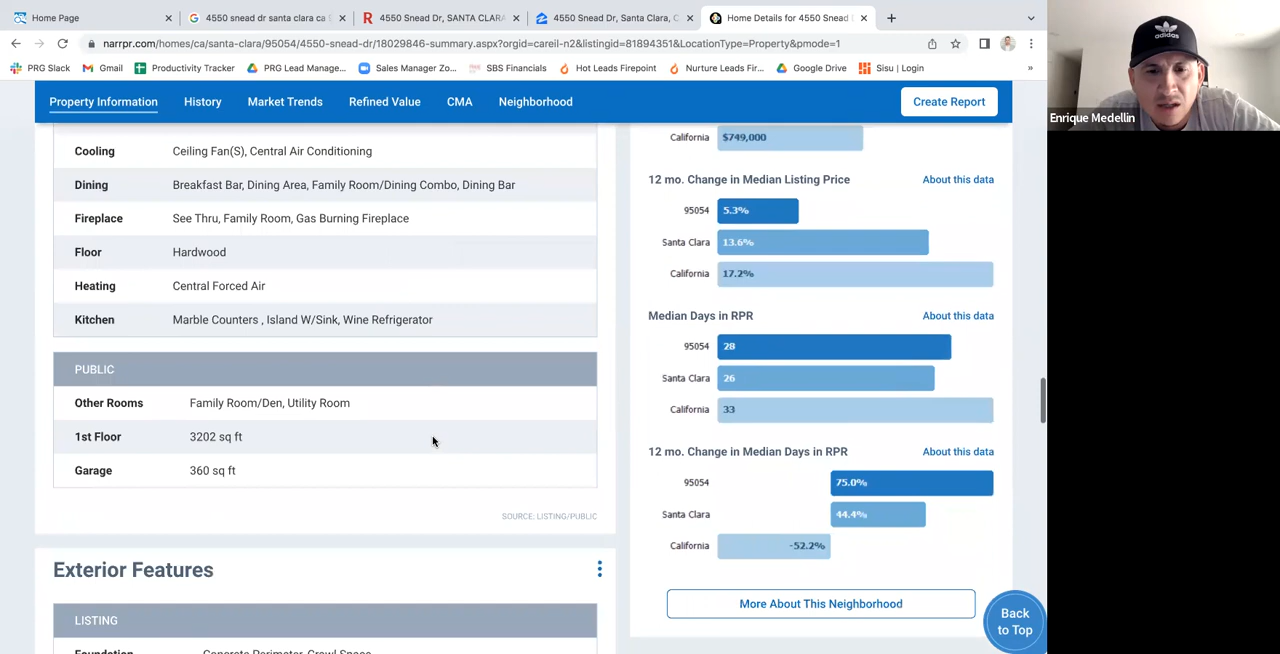 Home Page
4550 snead dr santa clara ca 9
4550 Snead Dr, SANTA CLARA
4550 Snead Dr, Santa Clara, C
Home Details for 4550 Snead
narrpr.com/homes/ca/santa-clara/95054/4550-snead-dr/18029846-summary.aspx?orgid=careil-n2&listingid=81894351&LocationType=Property&pmode=1
PRG Slack
Gmail
Productivity Tracker
PRG Lead Manage...
Sales Manager Zo...
SBS Financials
Hot Leads Firepoint
Nurture Leads Fir...
Google Drive
Sisu | Login
»
adidas
Enrique Medellin
Property Information
History
Market Trends
Refined Value
CMA
Neighborhood
Create Report
Cooling Ceiling Fan(S), Central Air Conditioning
Dining Breakfast Bar, Dining Area, Family Room/Dining Combo, Dining Bar
Fireplace See Thru, Family Room, Gas Burning Fireplace
Floor Hardwood
Heating Central Forced Air
Kitchen Marble Counters , Island W/Sink, Wine Refrigerator
PUBLIC
Other Rooms Family Room/Den, Utility Room
1st Floor 3202 sq ft
Garage 360 sq ft
SOURCE: LISTING/PUBLIC
Exterior Features
LISTING
Foundation Concrete Perimeter, Crawl Space
California $749,000
12 mo. Change in Median Listing Price About this data
95054 5.3%
Santa Clara 13.6%
California 17.2%
Median Days in RPR About this data
95054 28
Santa Clara 26
California 33
12 mo. Change in Median Days in RPR About this data
95054 75.0%
Santa Clara 44.4%
California -52.2%
More About This Neighborhood
Back
to Top